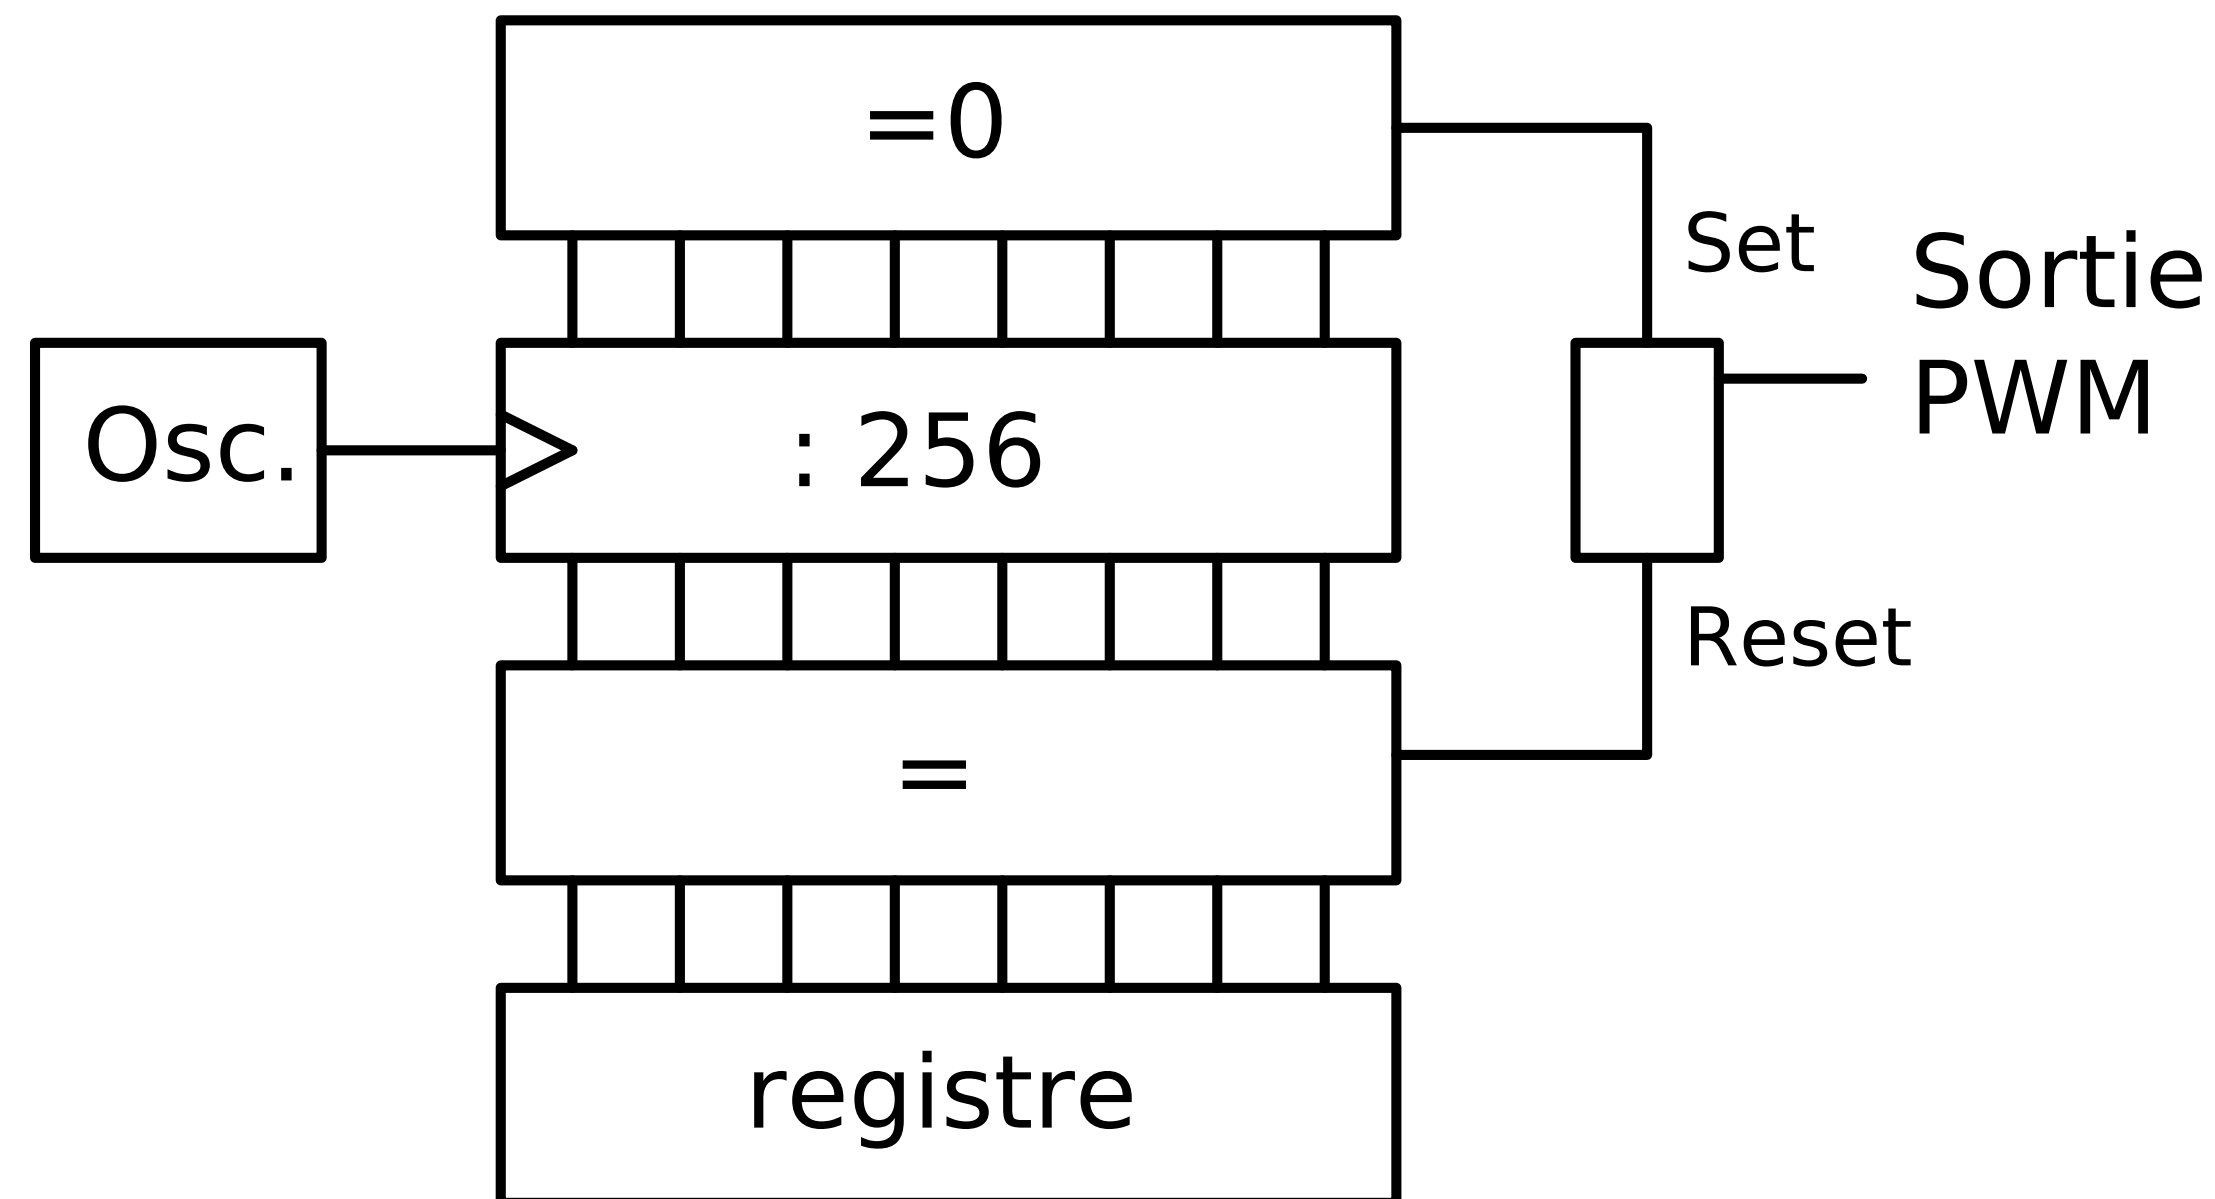 =0
Set
Sortie
PWM
Osc.
: 256
Reset
=
registre